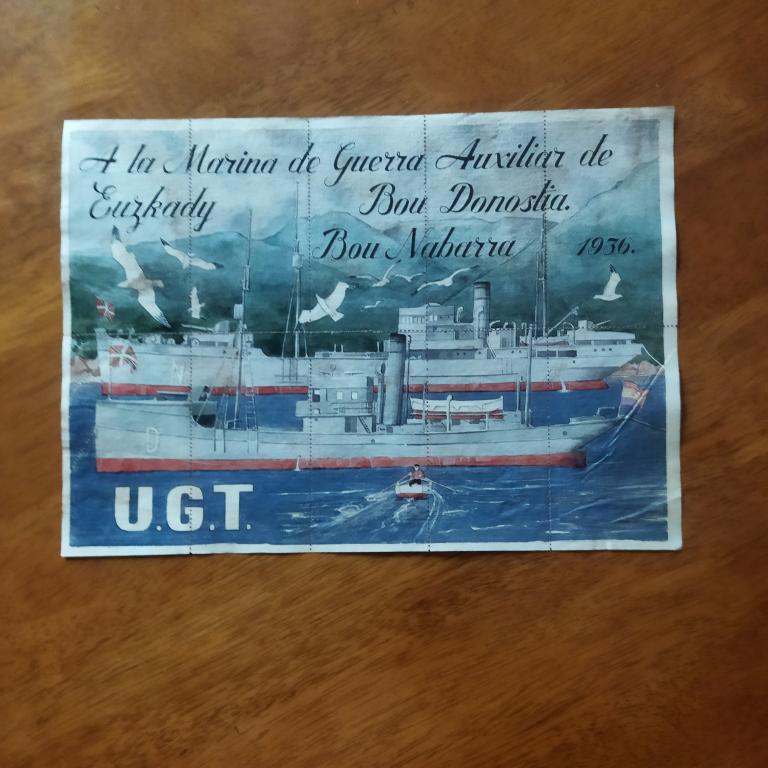 A la Marina de Guerra Auxiliar de
Euzkady Bou Donostia.
Bou Nabarra 1936.
N
D
U.G.T.